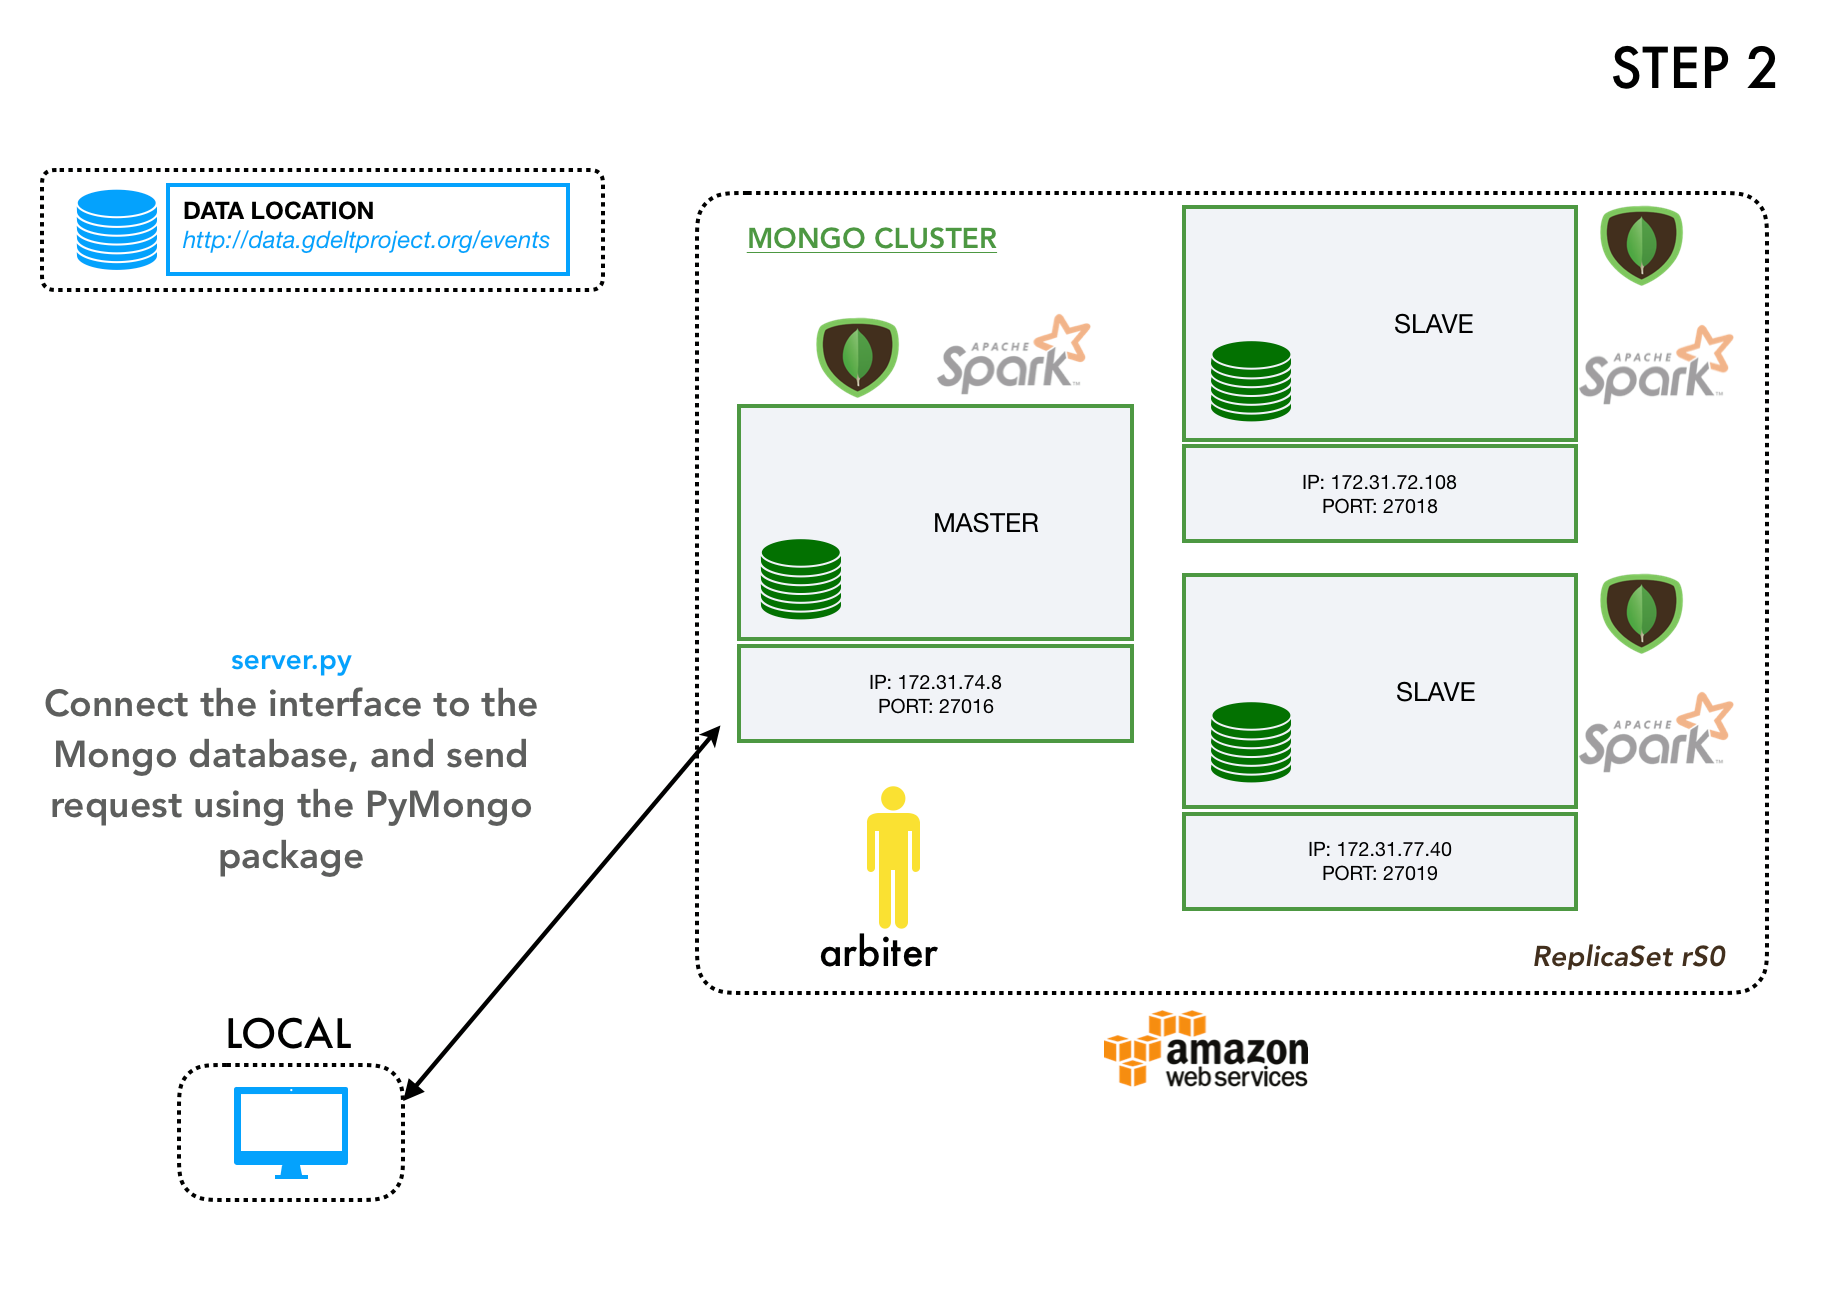 STEP 2
DATA LOCATION
http://data.gdeltproject.org/events
MONGO CLUSTER
APACHE
Spark™
MASTER
IP: 172.31.74.8
PORT: 27016
SLAVE
APACHE
Spark™
IP: 172.31.72.108
PORT: 27018
SLAVE
APACHE
Spark™
IP: 172.31.77.40
PORT: 27019
server.py
Connect the interface to the
Mongo database, and send
request using the PyMongo
package
arbiter
ReplicaSet rS0
LOCAL
amazon
web services